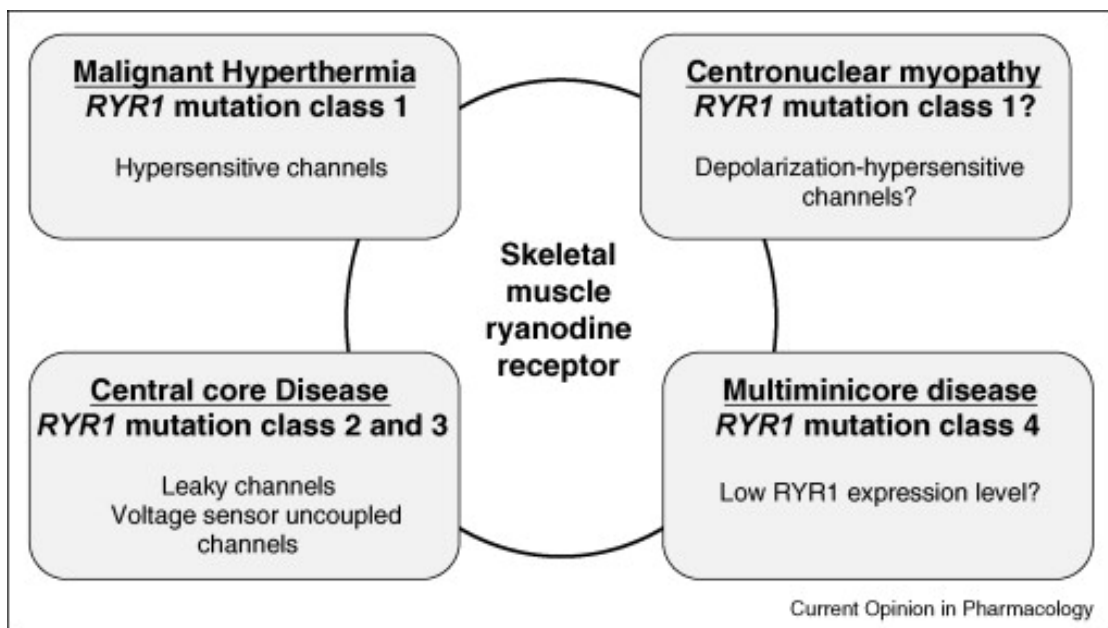 Malignant Hyperthermia
RYR1 mutation class 1
Hypersensitive channels
Centronuclear myopathy
RYR1 mutation class 1?
Depolarization-hypersensitive
channels?
Skeletal
muscle
ryanodine
receptor
Central core Disease
RYR1 mutation class 2 and 3
Leaky channels
Voltage sensor uncoupled
channels
Multiminicore disease
RYR1 mutation class 4
Low RYR1 expression level?
Current Opinion in Pharmacology